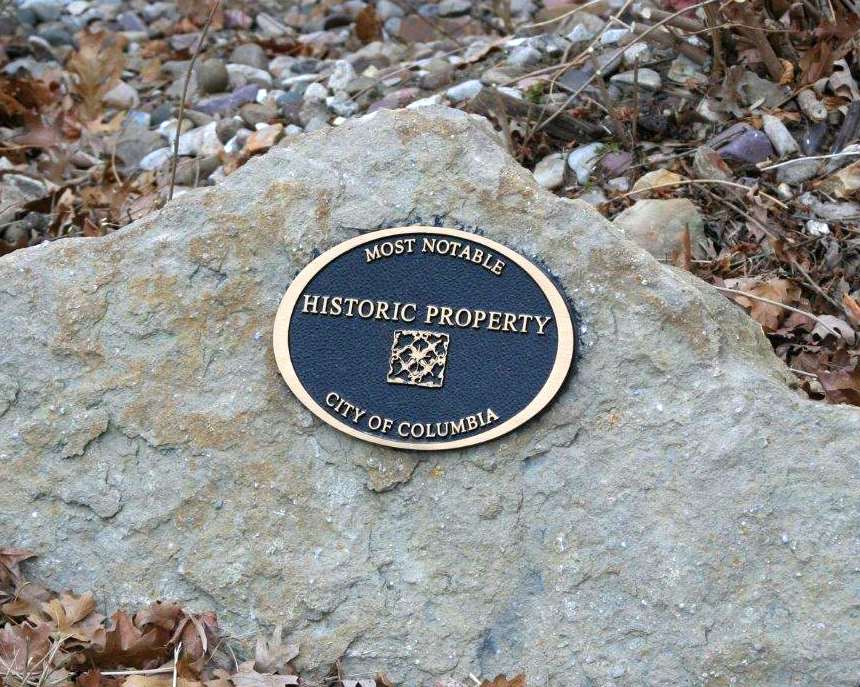 MOST NOTABLE
HISTORIC PROPERTY
CITY OF COLUMBIA